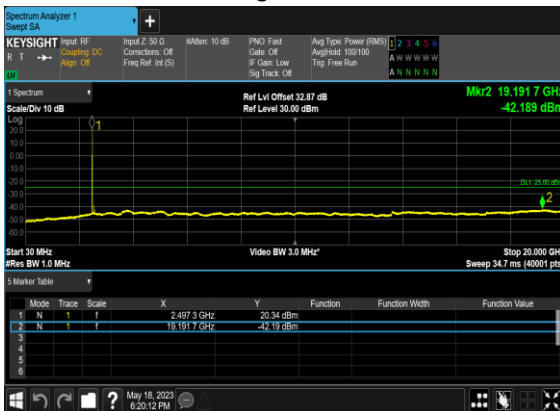 Spectrum Analyzer 1
Swept SA
KEYSIGHT Input: RF Input Z: 50 Ω #Atten: 10 dB PNO: Fast Avg Type: Power (RMS) 1 2 3 4 5 6
R T Coupling: DC Corrections: Off Gate: Off Avg|Hold: 100/100 A W W W W W
Align: Off Freq Ref: Int (S) IF Gain: Low Trig: Free Run
LV Sig Track: Off A N N N N N
1 Spectrum
Scale/Div 10 dB
Ref Lvl Offset 32.87 dB
Ref Level 30.00 dBm
Mkr2 19.191 7 GHz
-42.189 dBm
Log
20.0
10.0
0.00
-10.0
-20.0
-30.0
-40.0
-50.0
-60.0
1
DL1 -25.00 dBm
2
Start 30 MHz Video BW 3.0 MHz* Stop 20.000 GHz
#Res BW 1.0 MHz Sweep 34.7 ms (40001 pts)
5 Marker Table
Mode Trace Scale X Y Function Function Width Function Value
1 N 1 f 2.497 3 GHz 20.34 dBm
2 N 1 f 19.191 7 GHz -42.19 dBm
3
4
5
6
? May 18, 2023
6:20:12 PM